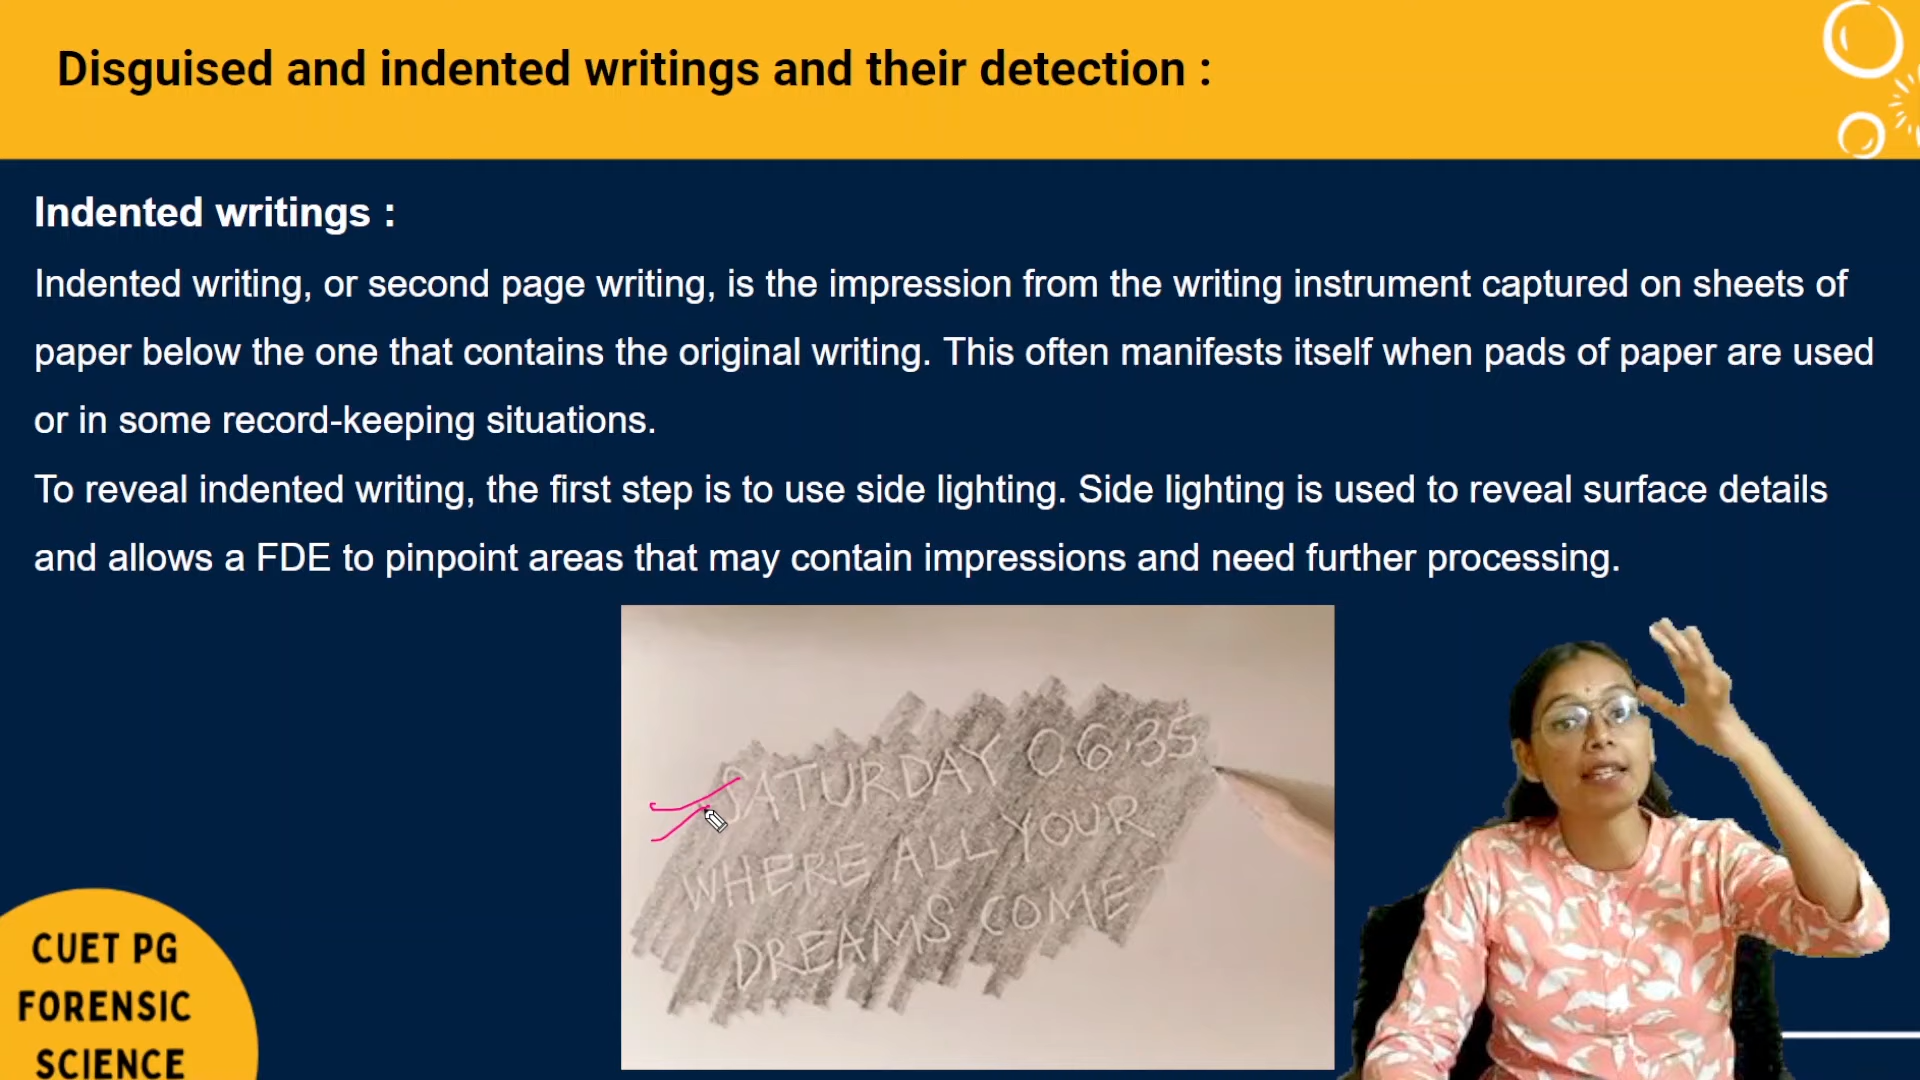 Disguised and indented writings and their detection :
Indented writings :
Indented writing, or second page writing, is the impression from the writing instrument captured on sheets of
paper below the one that contains the original writing. This often manifests itself when pads of paper are used
or in some record-keeping situations.
To reveal indented writing, the first step is to use side lighting. Side lighting is used to reveal surface details
and allows a FDE to pinpoint areas that may contain impressions and need further processing.
SATURDAY 06:35
WHERE ALL YOUR
DREAMS COME
CUET PG
FORENSIC
SCIENCE